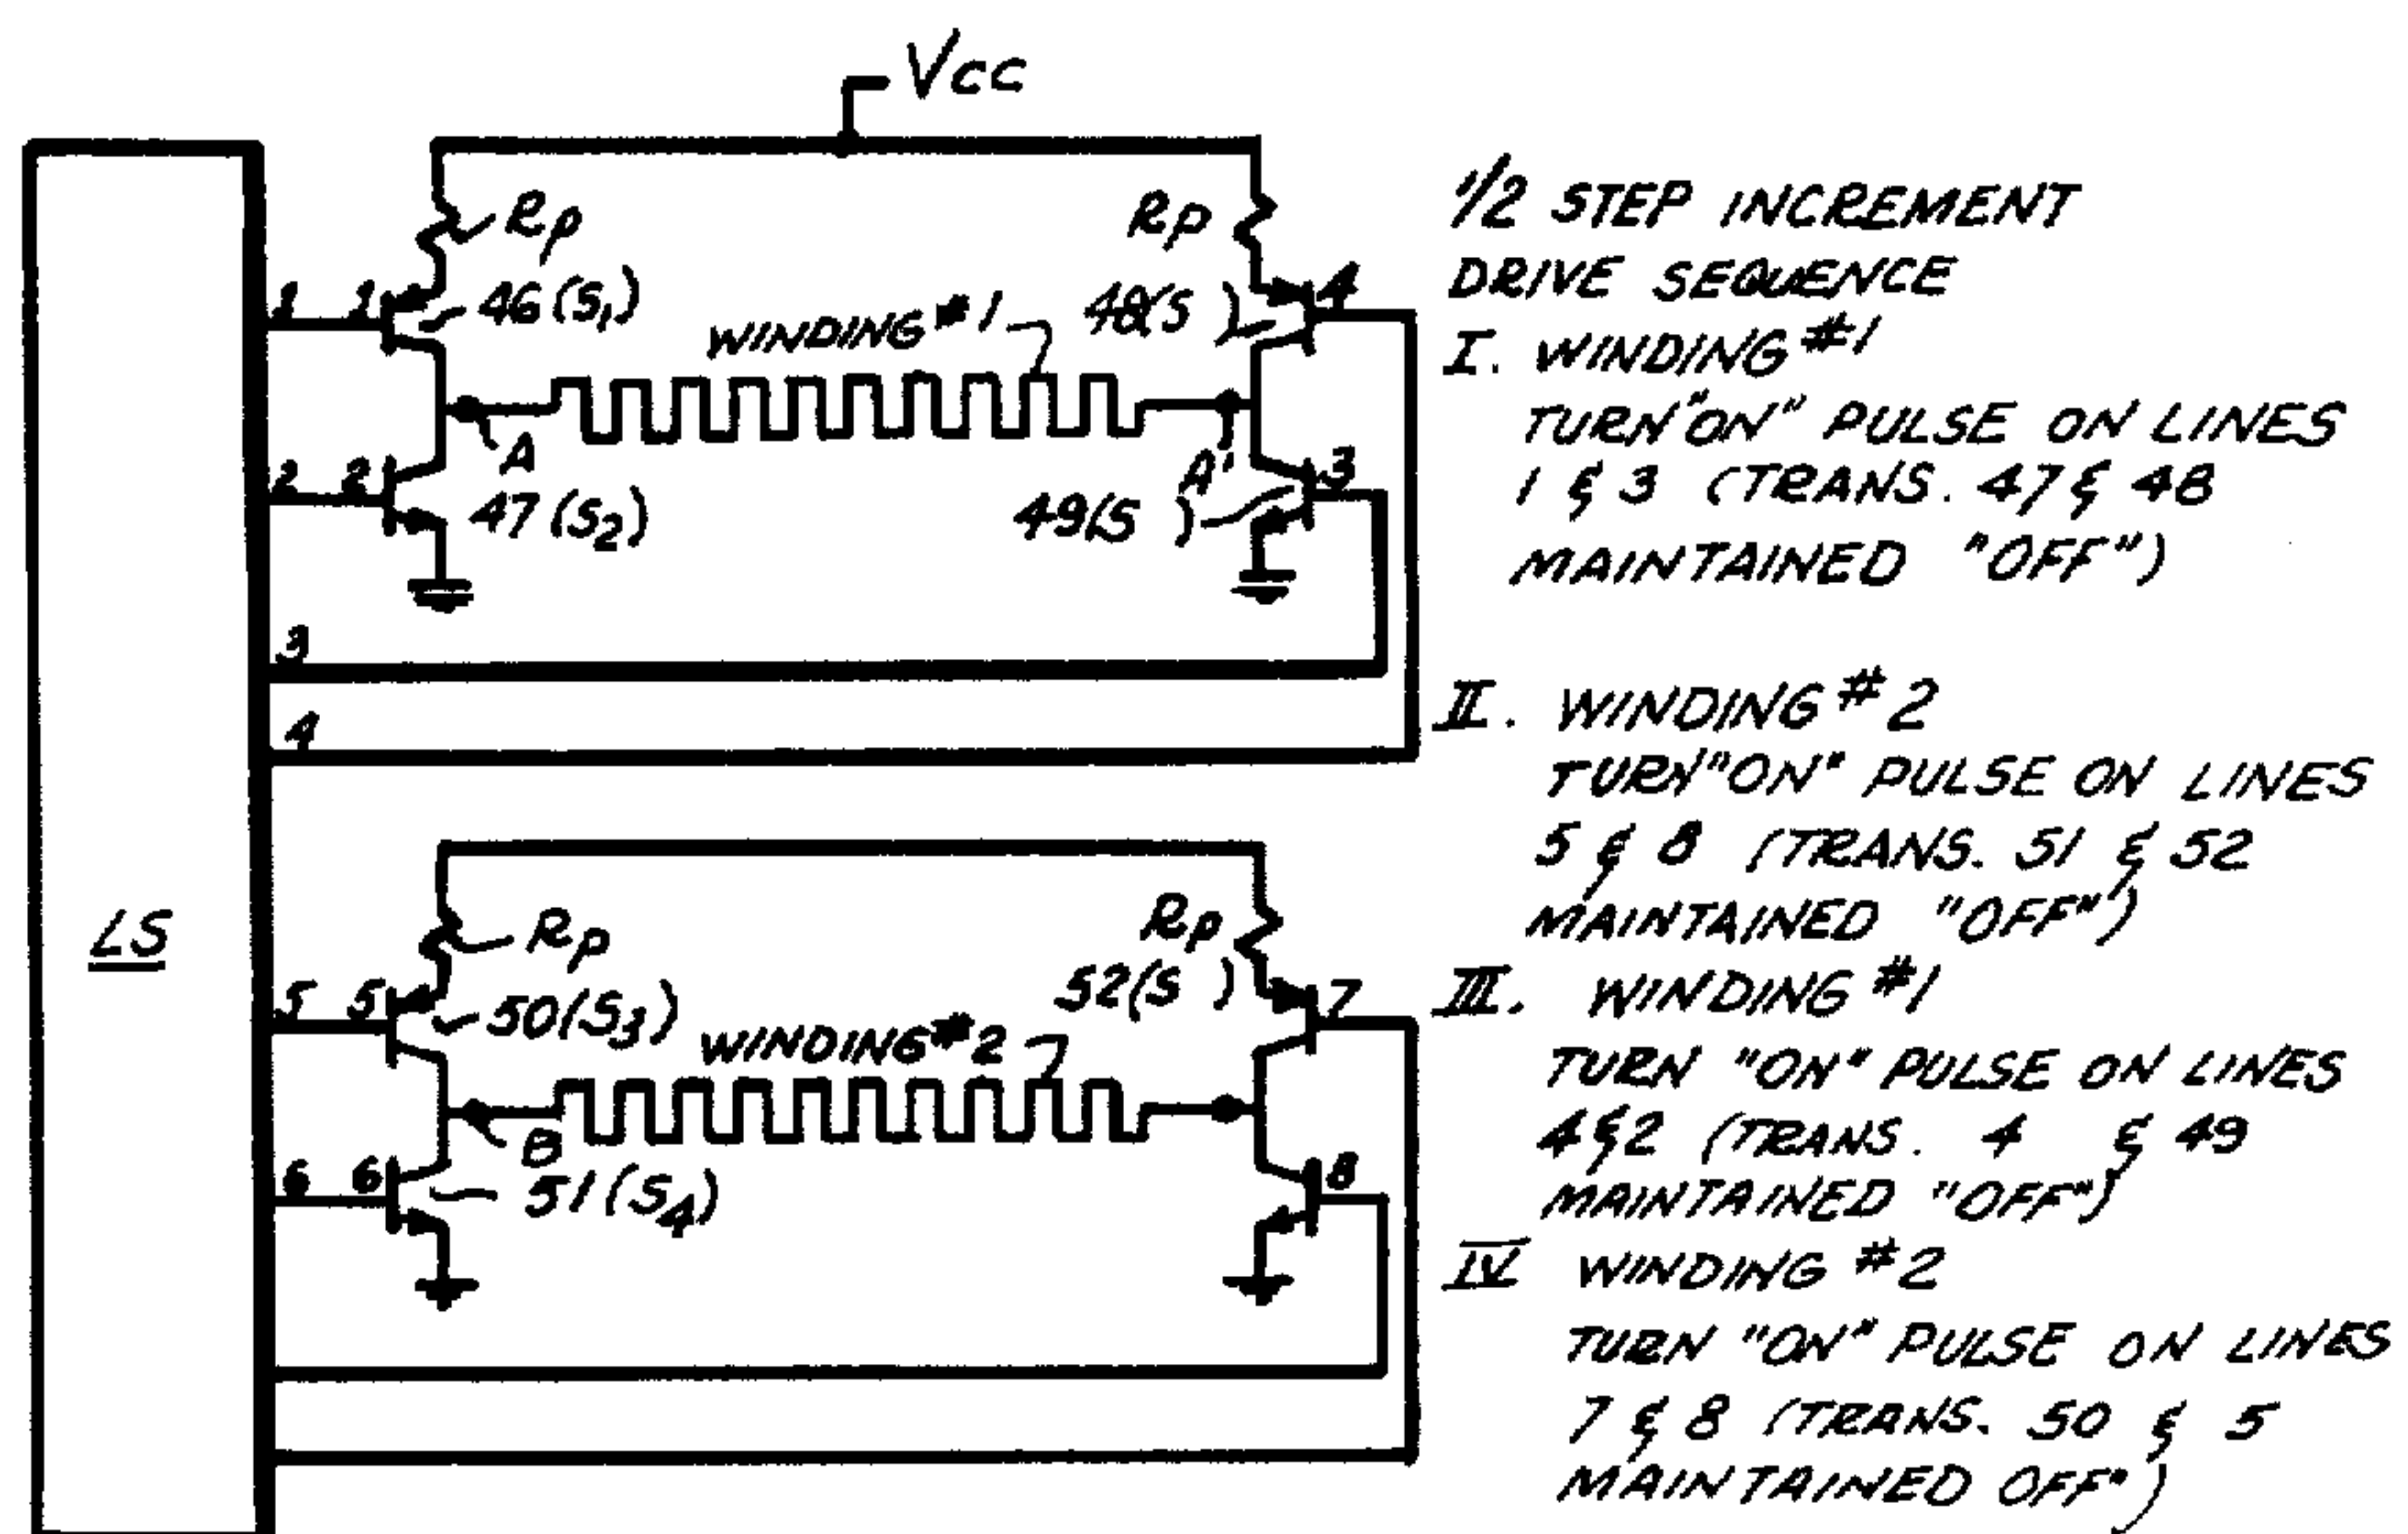 Vcc
Rp
Rp
1 1
46(S1)
WINDING #1
48(S )
4
2 2
A
47(S2)
A'
49(S )
3
3
4
LS
Rp
Rp
5 5
50(S3)
WINDING #2
52(S )
7
6 6
B
51(S4)
8
1/2 STEP INCREMENT
DRIVE SEQUENCE
I. WINDING #1
TURN "ON" PULSE ON LINES
1 & 3 (TRANS. 47 & 48
MAINTAINED "OFF")
II. WINDING #2
TURN "ON" PULSE ON LINES
5 & 8 (TRANS. 51 & 52
MAINTAINED "OFF")
III. WINDING #1
TURN "ON" PULSE ON LINES
4 & 2 (TRANS. 4 & 49
MAINTAINED "OFF")
IV WINDING #2
TURN "ON" PULSE ON LINES
7 & 8 (TRANS. 50 & 5
MAINTAINED OFF")